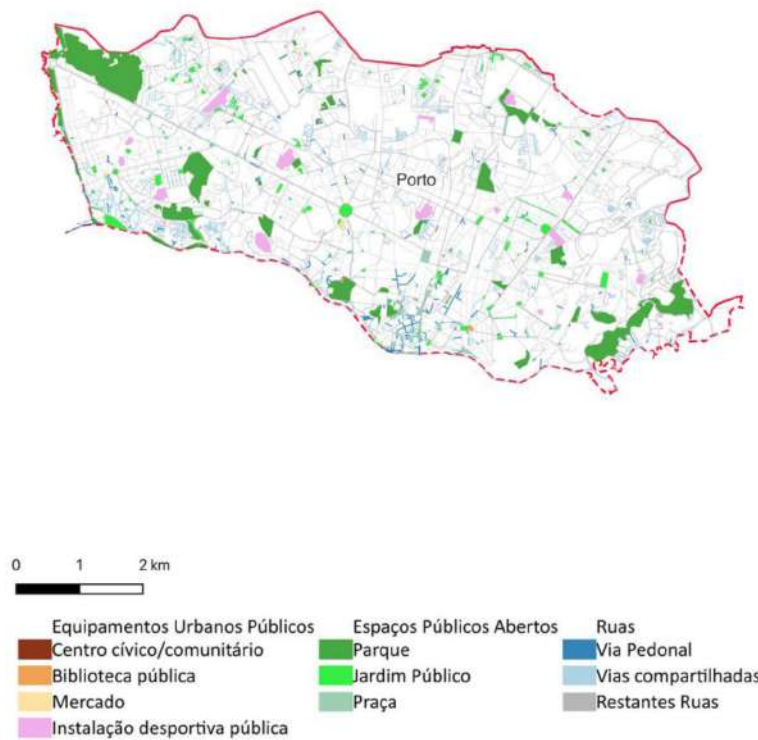 Porto
0 1 2 km
Equipamentos Urbanos Públicos
Centro cívico/comunitário
Biblioteca pública
Mercado
Instalação desportiva pública
Espaços Públicos Abertos
Parque
Jardim Público
Praça
Ruas
Via Pedonal
Vias compartilhadas
Restantes Ruas